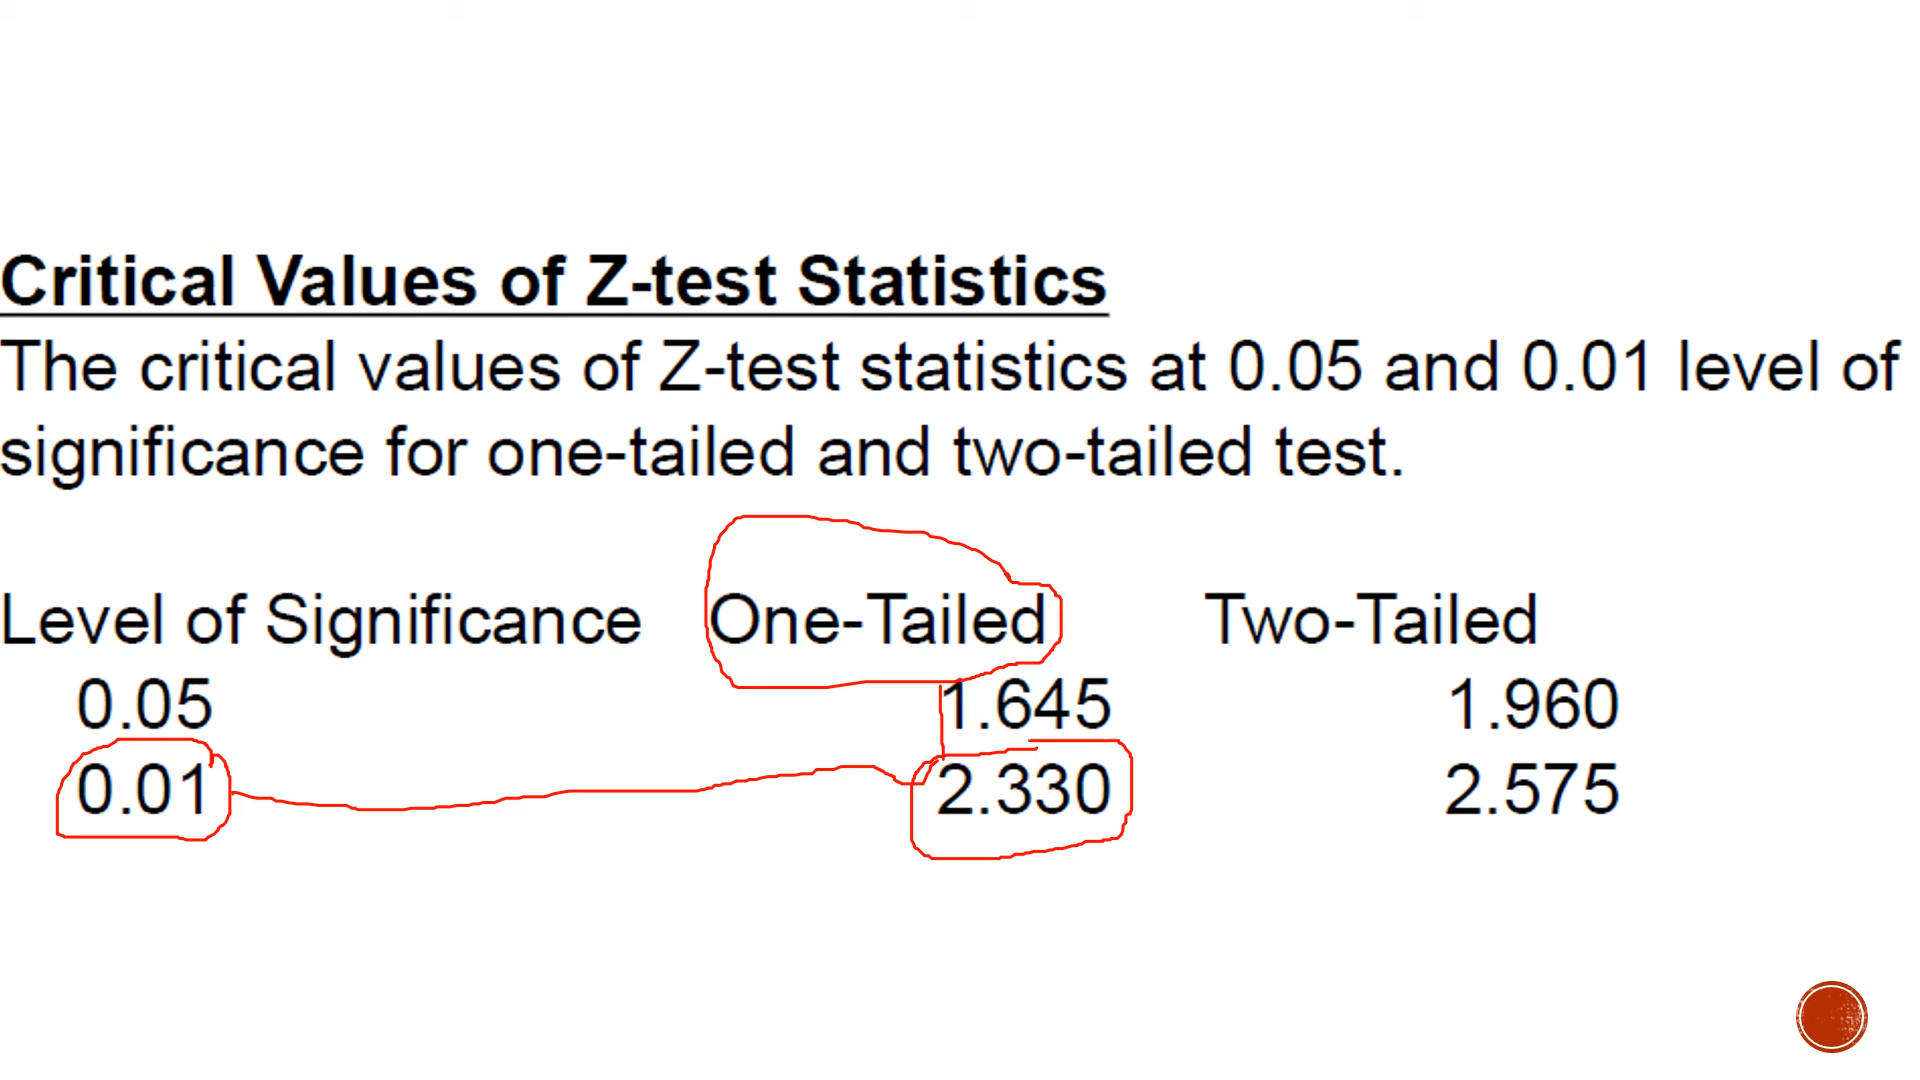 Critical Values of Z-test Statistics
The critical values of Z-test statistics at 0.05 and 0.01 level of
significance for one-tailed and two-tailed test.
Level of Significance One-Tailed Two-Tailed
0.05 1.645 1.960
0.01 2.330 2.575